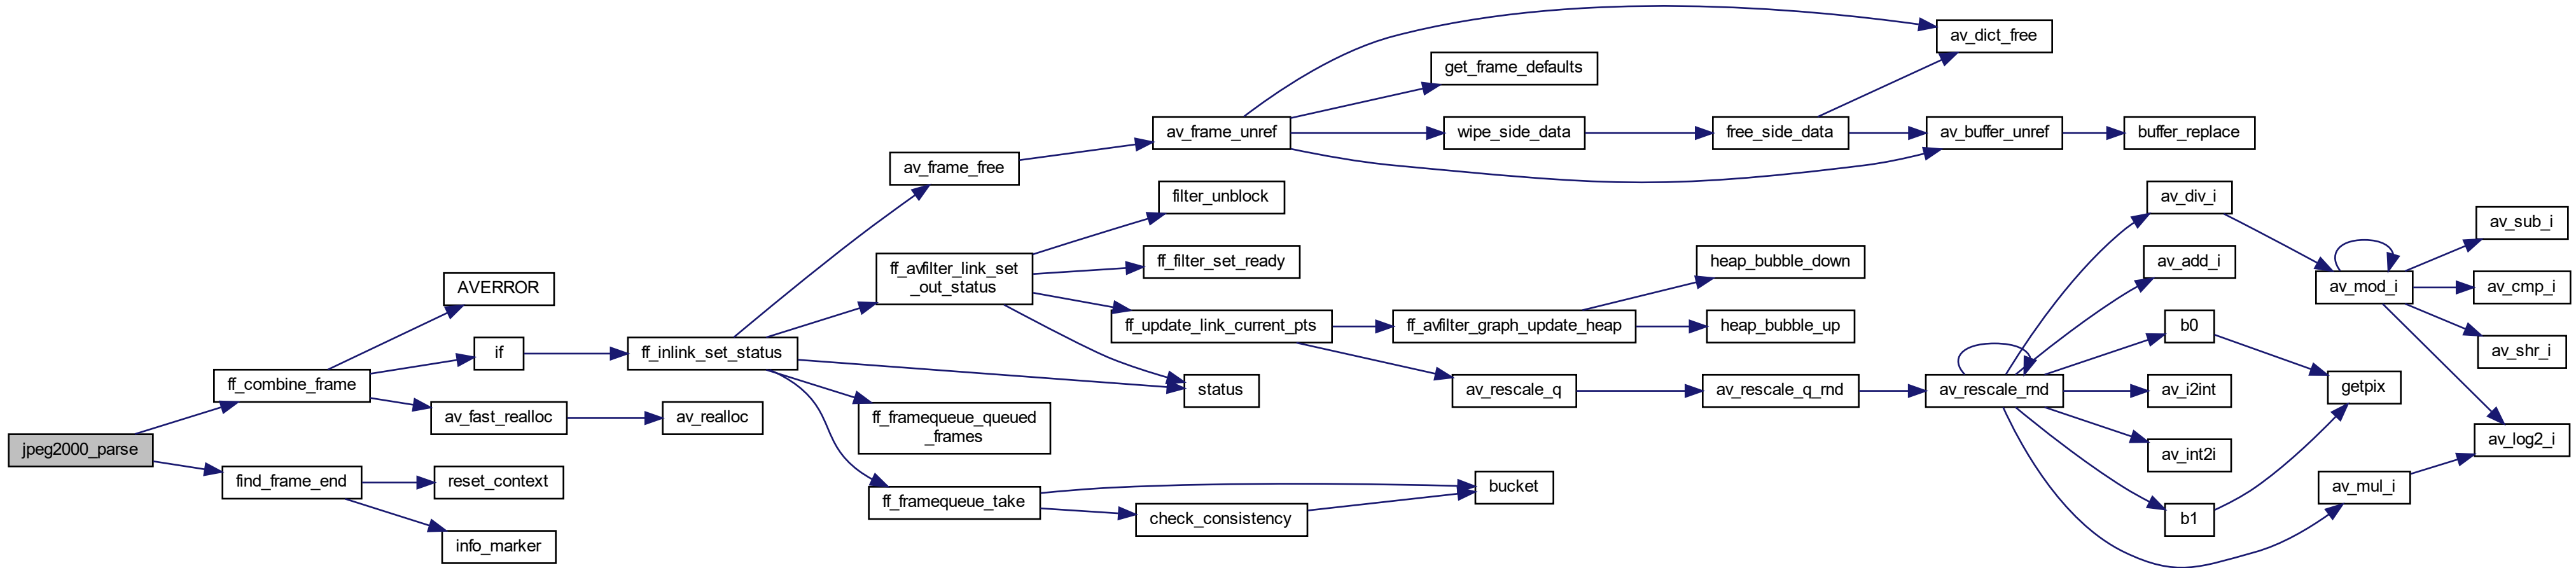 jpeg2000_parse
ff_combine_frame
find_frame_end
AVERROR
if
av_fast_realloc
reset_context
info_marker
ff_inlink_set_status
av_realloc
av_frame_free
ff_avfilter_link_set
_out_status
ff_framequeue_queued
_frames
ff_framequeue_take
av_frame_unref
filter_unblock
ff_filter_set_ready
ff_update_link_current_pts
status
check_consistency
get_frame_defaults
wipe_side_data
ff_avfilter_graph_update_heap
av_rescale_q
bucket
free_side_data
heap_bubble_down
heap_bubble_up
av_rescale_q_rnd
av_dict_free
av_buffer_unref
av_rescale_rnd
buffer_replace
av_div_i
av_add_i
b0
av_i2int
av_int2i
b1
av_mod_i
getpix
av_mul_i
av_sub_i
av_cmp_i
av_shr_i
av_log2_i